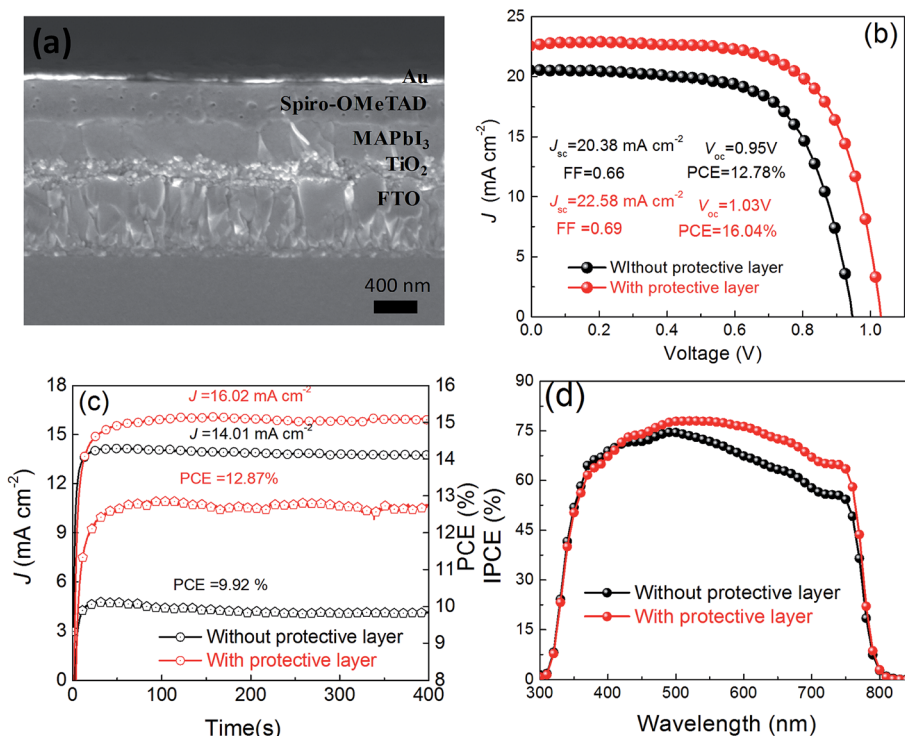 (a)
Au
Spiro-OMeTAD
MAPbI₃
TiO₂
FTO
400 nm
(b)
J (mA cm⁻²)
25
20
15
10
5
0
Jsc=20.38 mA cm⁻² Voc=0.95V
FF=0.66 PCE=12.78%
Jsc=22.58 mA cm⁻² Voc=1.03V
FF =0.69 PCE=16.04%
WIthout protective layer
With protective layer
0.0 0.2 0.4 0.6 0.8 1.0
Voltage (V)
(c)
J (mA cm⁻²)
18
15
12
9
6
3
0
J =16.02 mA cm⁻²
J =14.01 mA cm⁻²
PCE =12.87%
PCE =9.92 %
Without protective layer
With protective layer
16
15
14
13
12
11
10
9
8
PCE (%)
0 100 200 300 400
Time(s)
(d)
IPCE (%)
90
75
60
45
30
15
0
Without protective layer
With protective layer
300 400 500 600 700 800
Wavelength (nm)